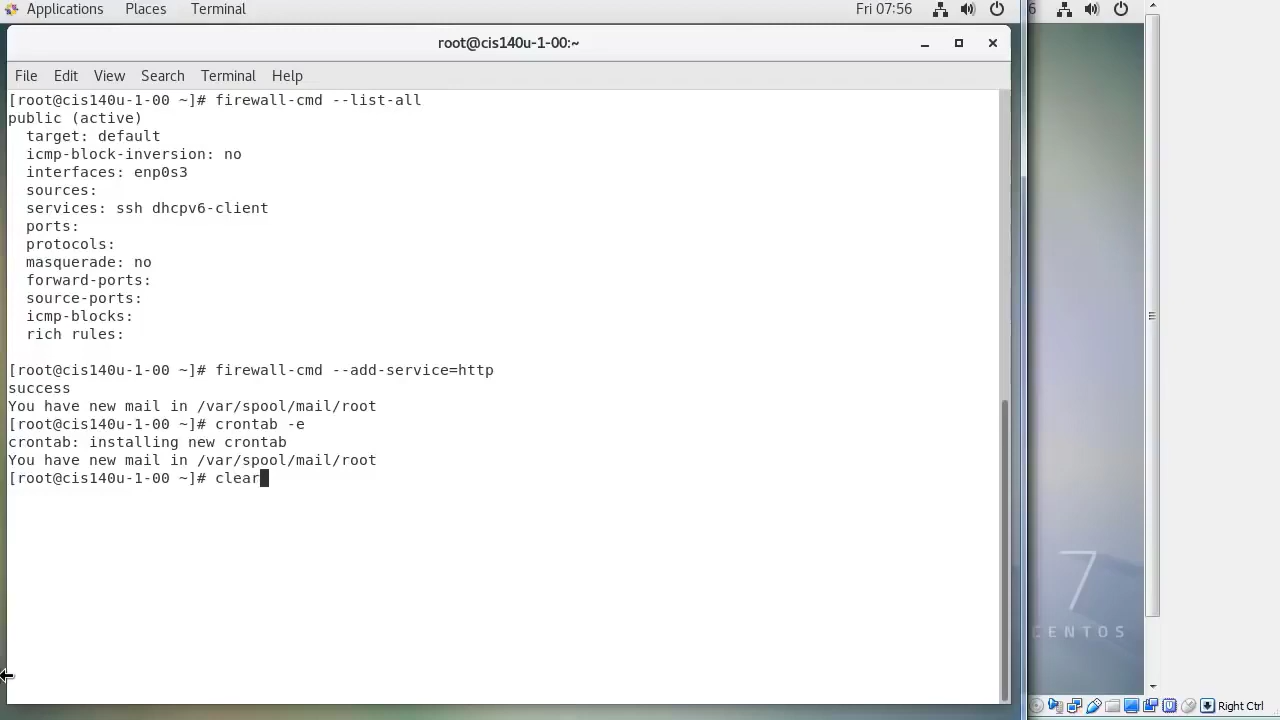 Applications Places Terminal Fri 07:56
root@cis140u-1-00:~
File Edit View Search Terminal Help
[root@cis140u-1-00 ~]# firewall-cmd --list-all
public (active)
  target: default
  icmp-block-inversion: no
  interfaces: enp0s3
  sources:
  services: ssh dhcpv6-client
  ports:
  protocols:
  masquerade: no
  forward-ports:
  source-ports:
  icmp-blocks:
  rich rules:
[root@cis140u-1-00 ~]# firewall-cmd --add-service=http
success
You have new mail in /var/spool/mail/root
[root@cis140u-1-00 ~]# crontab -e
crontab: installing new crontab
You have new mail in /var/spool/mail/root
[root@cis140u-1-00 ~]# clear
6
7
CENTOS
Right Ctrl